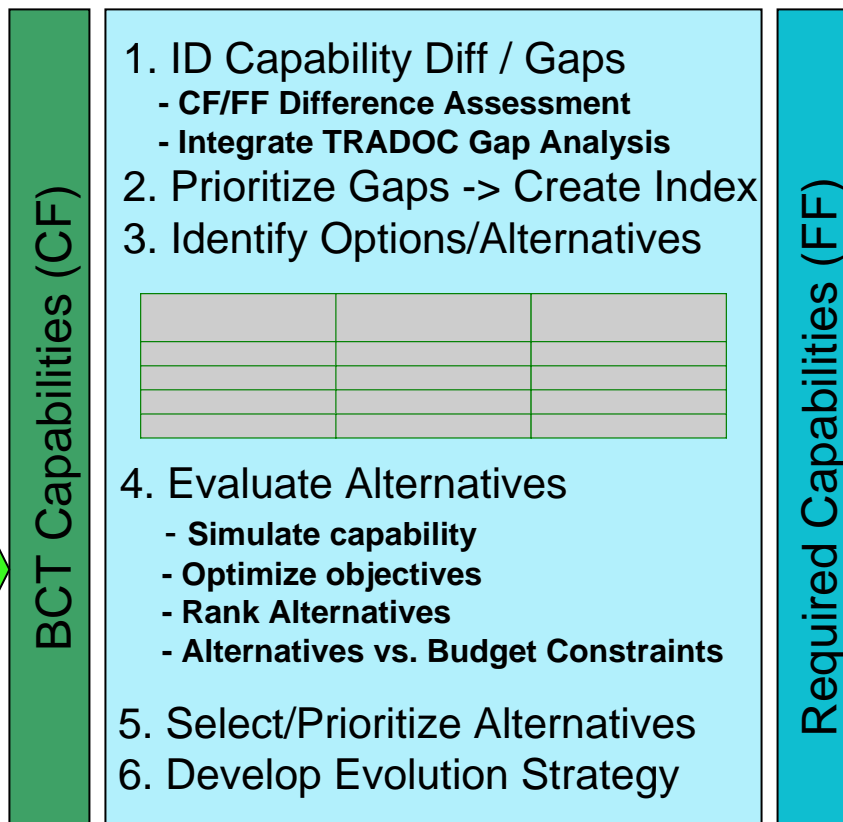 BCT Capabilities (CF)
1. ID Capability Diff / Gaps
- CF/FF Difference Assessment
- Integrate TRADOC Gap Analysis
2. Prioritize Gaps -> Create Index
3. Identify Options/Alternatives
4. Evaluate Alternatives
- Simulate capability
- Optimize objectives
- Rank Alternatives
- Alternatives vs. Budget Constraints
5. Select/Prioritize Alternatives
6. Develop Evolution Strategy
Required Capabilities (FF)